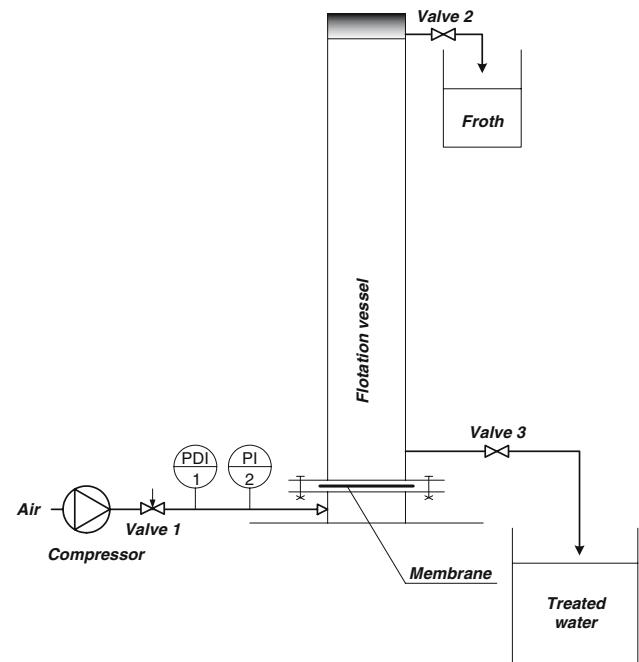 Valve 2
Froth
Flotation vessel
Valve 3
PDI
1
PI
2
Air
Valve 1
Compressor
Membrane
Treated
water